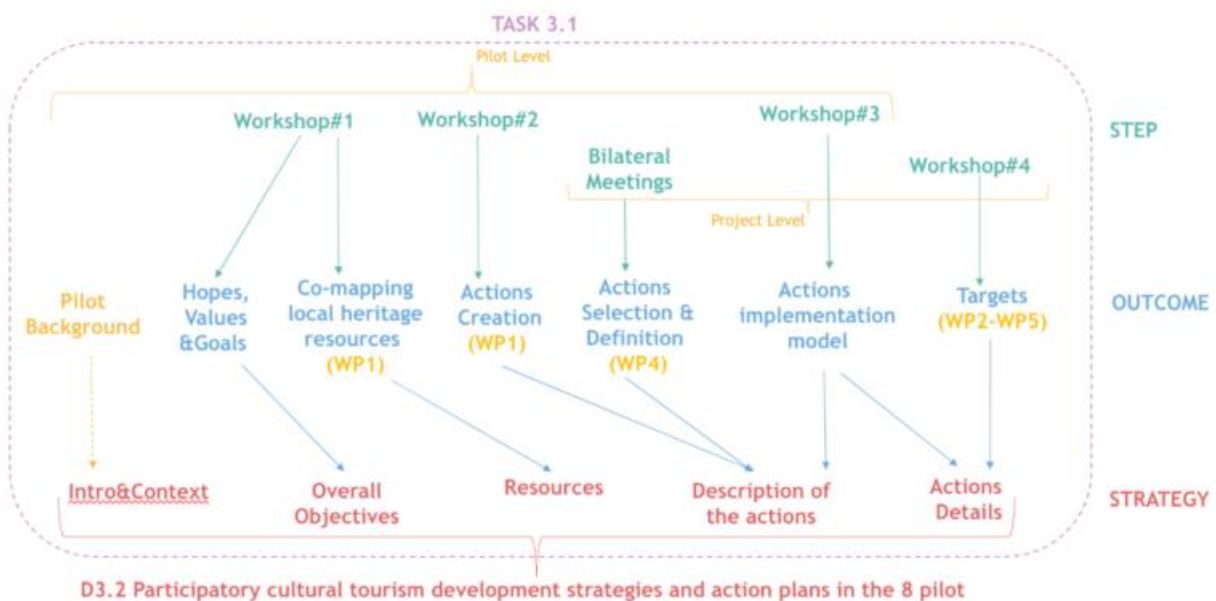 TASK 3.1
Pilot Level
Workshop#1
Workshop#2
Workshop#3
STEP
Bilateral
Meetings
Workshop#4
Project Level
Pilot
Background
Hopes,
Values
&Goals
Co-mapping
local heritage
resources
(WP1)
Actions
Creation
(WP1)
Actions
Selection &
Definition
(WP4)
Actions
implementation
model
Targets
(WP2-WP5)
OUTCOME
Intro&Context
Overall
Objectives
Resources
Description of
the actions
Actions
Details
STRATEGY
D3.2 Participatory cultural tourism development strategies and action plans in the 8 pilot